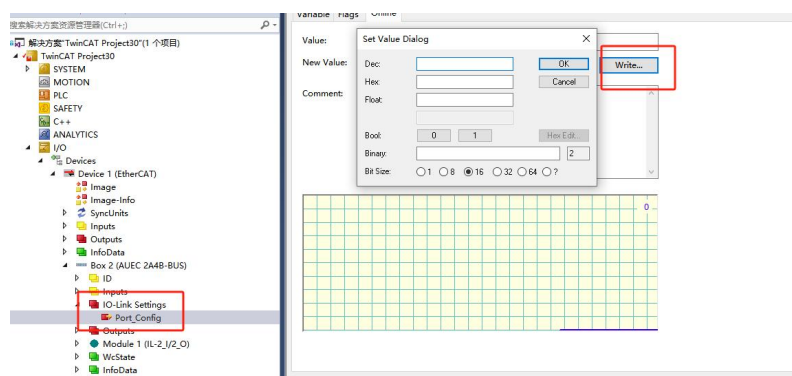 搜索解决方案资源管理器(Ctrl+;)
解决方案"TwinCAT Project30"(1 个项目)
TwinCAT Project30
SYSTEM
MOTION
PLC
SAFETY
C++
ANALYTICS
I/O
Devices
Device 1 (EtherCAT)
Image
Image-Info
SyncUnits
Inputs
Outputs
InfoData
Box 2 (AUEC 2A4B-BUS)
ID
Inputs
IO-Link Settings
Port_Config
Outputs
Module 1 (IL-2_I/2_O)
WcState
InfoData
Variable Flags Online
Value:
New Value:
Comment:
Write...
Set Value Dialog
Dec:
OK
Hex:
Cancel
Float:
Bool:
0
1
Hex Edit...
Binary:
2
Bit Size:
1 8 16 32 64 ?
0